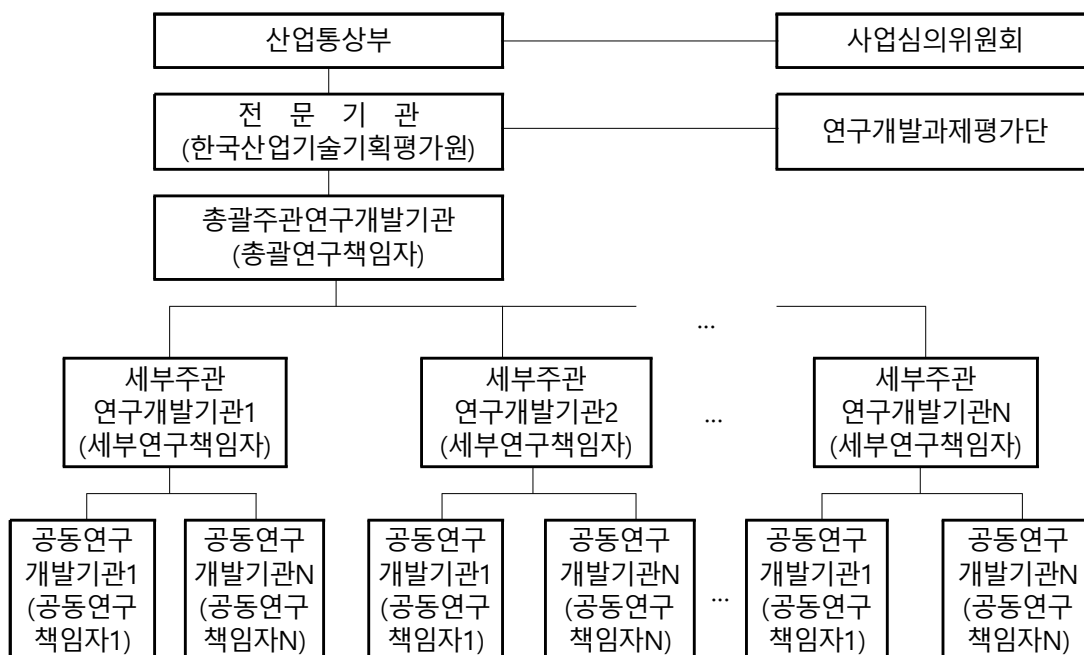 산업통상부
사업심의위원회
전 문 기 관
(한국산업기술기획평가원)
연구개발과제평가단
총괄주관연구개발기관
(총괄연구책임자)
...
세부주관
연구개발기관1
(세부연구책임자)
세부주관
연구개발기관2
(세부연구책임자)
...
세부주관
연구개발기관N
(세부연구책임자)
공동연구
개발기관1
(공동연구
책임자1)
공동연구
개발기관N
(공동연구
책임자N)
공동연구
개발기관1
(공동연구
책임자1)
공동연구
개발기관N
(공동연구
책임자N)
...
공동연구
개발기관1
(공동연구
책임자1)
공동연구
개발기관N
(공동연구
책임자N)